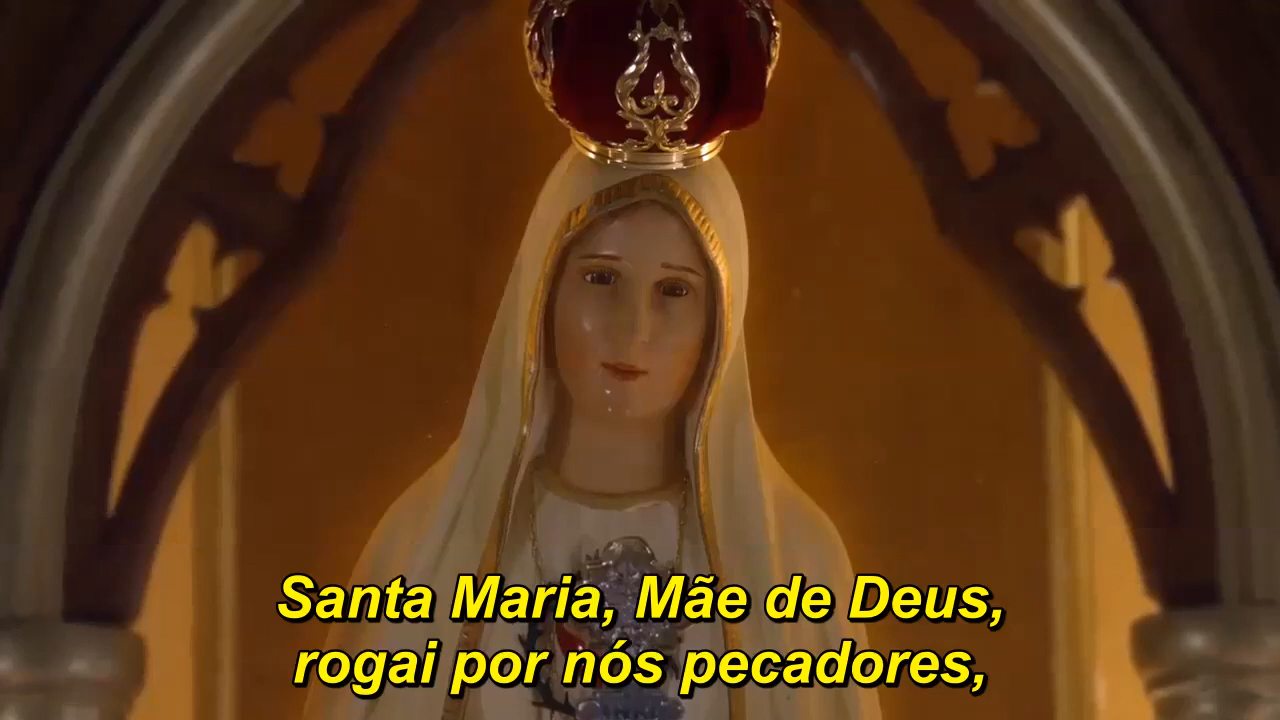 Santa Maria, Mãe de Deus,
rogai por nós pecadores,